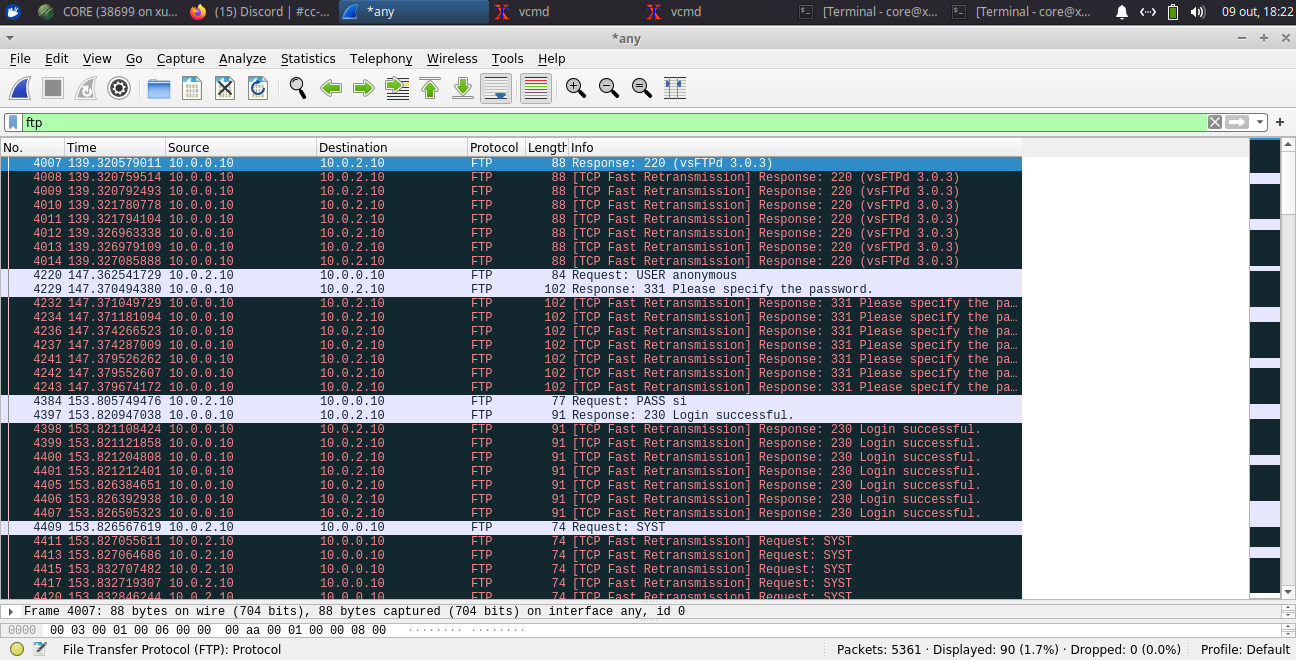 CORE (38699 on xu...
(15) Discord | #cc-...
*any
vcmd
vcmd
[Terminal - core@x...
[Terminal - core@x...
09 out, 18:22
*any
File Edit View Go Capture Analyze Statistics Telephony Wireless Tools Help
ftp
No. Time Source Destination Protocol Length Info
4007 139.320579011 10.0.0.10 10.0.2.10 FTP 88 Response: 220 (vsFTPd 3.0.3)
4008 139.320759514 10.0.0.10 10.0.2.10 FTP 88 [TCP Fast Retransmission] Response: 220 (vsFTPd 3.0.3)
4009 139.320792493 10.0.0.10 10.0.2.10 FTP 88 [TCP Fast Retransmission] Response: 220 (vsFTPd 3.0.3)
4010 139.321780778 10.0.0.10 10.0.2.10 FTP 88 [TCP Fast Retransmission] Response: 220 (vsFTPd 3.0.3)
4011 139.321794104 10.0.0.10 10.0.2.10 FTP 88 [TCP Fast Retransmission] Response: 220 (vsFTPd 3.0.3)
4012 139.326963338 10.0.0.10 10.0.2.10 FTP 88 [TCP Fast Retransmission] Response: 220 (vsFTPd 3.0.3)
4013 139.326979109 10.0.0.10 10.0.2.10 FTP 88 [TCP Fast Retransmission] Response: 220 (vsFTPd 3.0.3)
4014 139.327085888 10.0.0.10 10.0.2.10 FTP 88 [TCP Fast Retransmission] Response: 220 (vsFTPd 3.0.3)
4220 147.362541729 10.0.2.10 10.0.0.10 FTP 84 Request: USER anonymous
4229 147.370494380 10.0.0.10 10.0.2.10 FTP 102 Response: 331 Please specify the password.
4232 147.371049729 10.0.0.10 10.0.2.10 FTP 102 [TCP Fast Retransmission] Response: 331 Please specify the pa…
4234 147.371181094 10.0.0.10 10.0.2.10 FTP 102 [TCP Fast Retransmission] Response: 331 Please specify the pa…
4236 147.374266523 10.0.0.10 10.0.2.10 FTP 102 [TCP Fast Retransmission] Response: 331 Please specify the pa…
4237 147.374287009 10.0.0.10 10.0.2.10 FTP 102 [TCP Fast Retransmission] Response: 331 Please specify the pa…
4241 147.379526262 10.0.0.10 10.0.2.10 FTP 102 [TCP Fast Retransmission] Response: 331 Please specify the pa…
4242 147.379552607 10.0.0.10 10.0.2.10 FTP 102 [TCP Fast Retransmission] Response: 331 Please specify the pa…
4243 147.379674172 10.0.0.10 10.0.2.10 FTP 102 [TCP Fast Retransmission] Response: 331 Please specify the pa…
4384 153.805749476 10.0.2.10 10.0.0.10 FTP 77 Request: PASS si
4397 153.820947038 10.0.0.10 10.0.2.10 FTP 91 Response: 230 Login successful.
4398 153.821108424 10.0.0.10 10.0.2.10 FTP 91 [TCP Fast Retransmission] Response: 230 Login successful.
4399 153.821121858 10.0.0.10 10.0.2.10 FTP 91 [TCP Fast Retransmission] Response: 230 Login successful.
4400 153.821204808 10.0.0.10 10.0.2.10 FTP 91 [TCP Fast Retransmission] Response: 230 Login successful.
4401 153.821212401 10.0.0.10 10.0.2.10 FTP 91 [TCP Fast Retransmission] Response: 230 Login successful.
4405 153.826384651 10.0.0.10 10.0.2.10 FTP 91 [TCP Fast Retransmission] Response: 230 Login successful.
4406 153.826392938 10.0.0.10 10.0.2.10 FTP 91 [TCP Fast Retransmission] Response: 230 Login successful.
4407 153.826505323 10.0.0.10 10.0.2.10 FTP 91 [TCP Fast Retransmission] Response: 230 Login successful.
4409 153.826567619 10.0.2.10 10.0.0.10 FTP 74 Request: SYST
4411 153.827055611 10.0.2.10 10.0.0.10 FTP 74 [TCP Fast Retransmission] Request: SYST
4413 153.827064686 10.0.2.10 10.0.0.10 FTP 74 [TCP Fast Retransmission] Request: SYST
4415 153.832707482 10.0.2.10 10.0.0.10 FTP 74 [TCP Fast Retransmission] Request: SYST
4417 153.832719307 10.0.2.10 10.0.0.10 FTP 74 [TCP Fast Retransmission] Request: SYST
4420 153.832846244 10.0.2.10 10.0.0.10 FTP 74 [TCP Fast Retransmission] Request: SYST
Frame 4007: 88 bytes on wire (704 bits), 88 bytes captured (704 bits) on interface any, id 0
0000 00 03 00 01 00 06 00 00 00 aa 00 01 00 00 08 00 ········ ········
File Transfer Protocol (FTP): Protocol
Packets: 5361 · Displayed: 90 (1.7%) · Dropped: 0 (0.0%)
Profile: Default